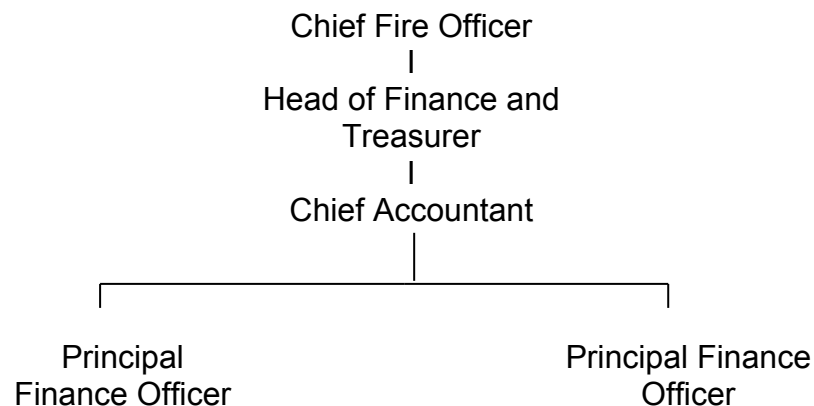 Chief Fire Officer
Head of Finance and
Treasurer
Chief Accountant
Principal
Finance Officer
Principal Finance
Officer